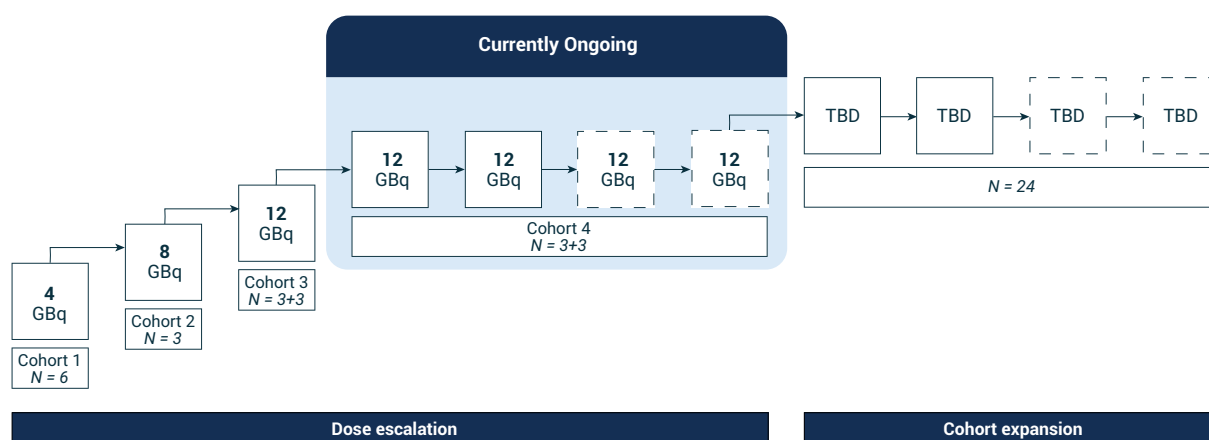 Currently Ongoing
4
GBq
Cohort 1
N = 6
8
GBq
Cohort 2
N = 3
12
GBq
Cohort 3
N = 3+3
12
GBq
12
GBq
12
GBq
12
GBq
Cohort 4
N = 3+3
TBD
TBD
TBD
TBD
N = 24
Dose escalation
Cohort expansion